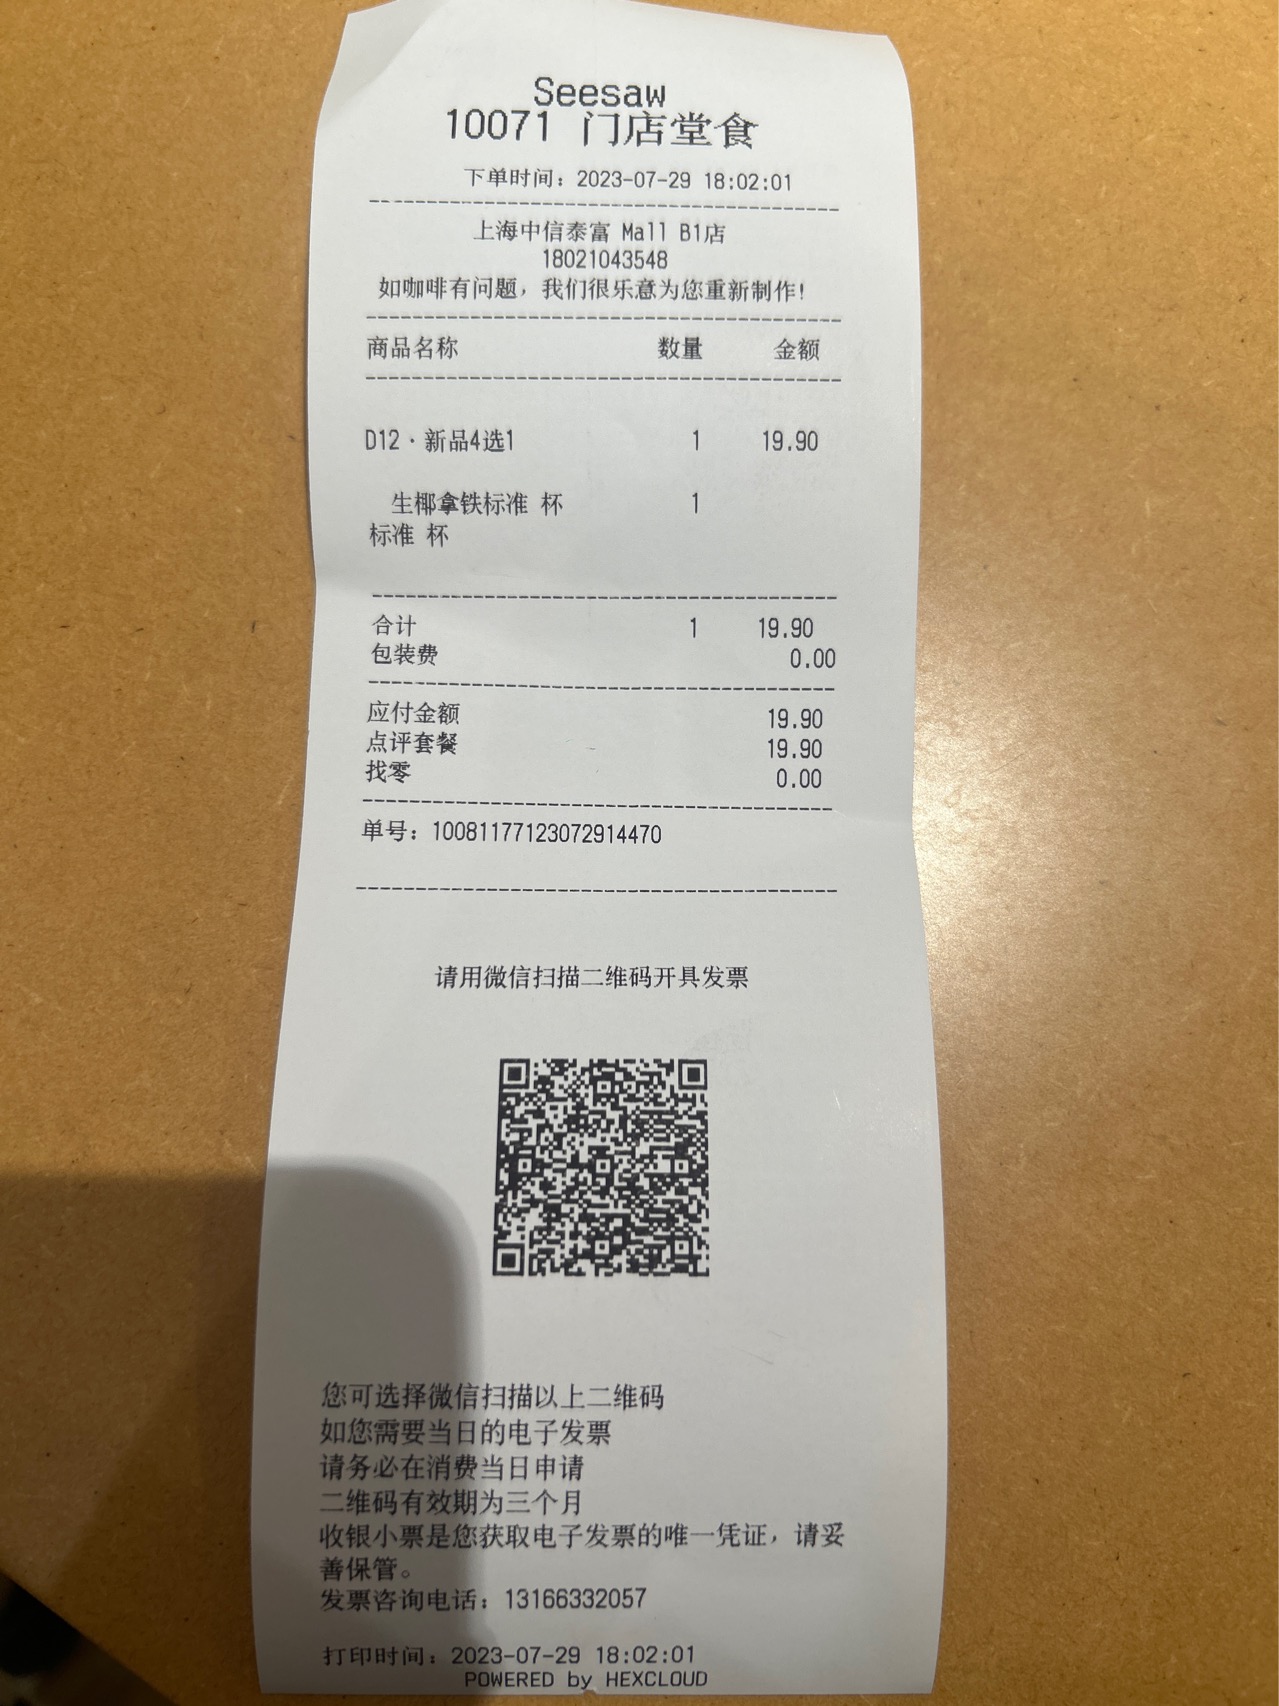 Seesaw
10071 门店堂食
下单时间：2023-07-29 18:02:01
上海中信泰富 Mall B1店
18021043548
如咖啡有问题，我们很乐意为您重新制作!
商品名称 数量 金额
D12·新品4选1 1 19.90
生椰拿铁标准 杯 1
标准 杯
合计 1 19.90
包装费 0.00
应付金额 19.90
点评套餐 19.90
找零 0.00
单号：10081177123072914470
请用微信扫描二维码开具发票
您可选择微信扫描以上二维码
如您需要当日的电子发票
请务必在消费当日申请
二维码有效期为三个月
收银小票是您获取电子发票的唯一凭证，请妥
善保管。
发票咨询电话：13166332057
打印时间：2023-07-29 18:02:01
POWERED by HEXCLOUD